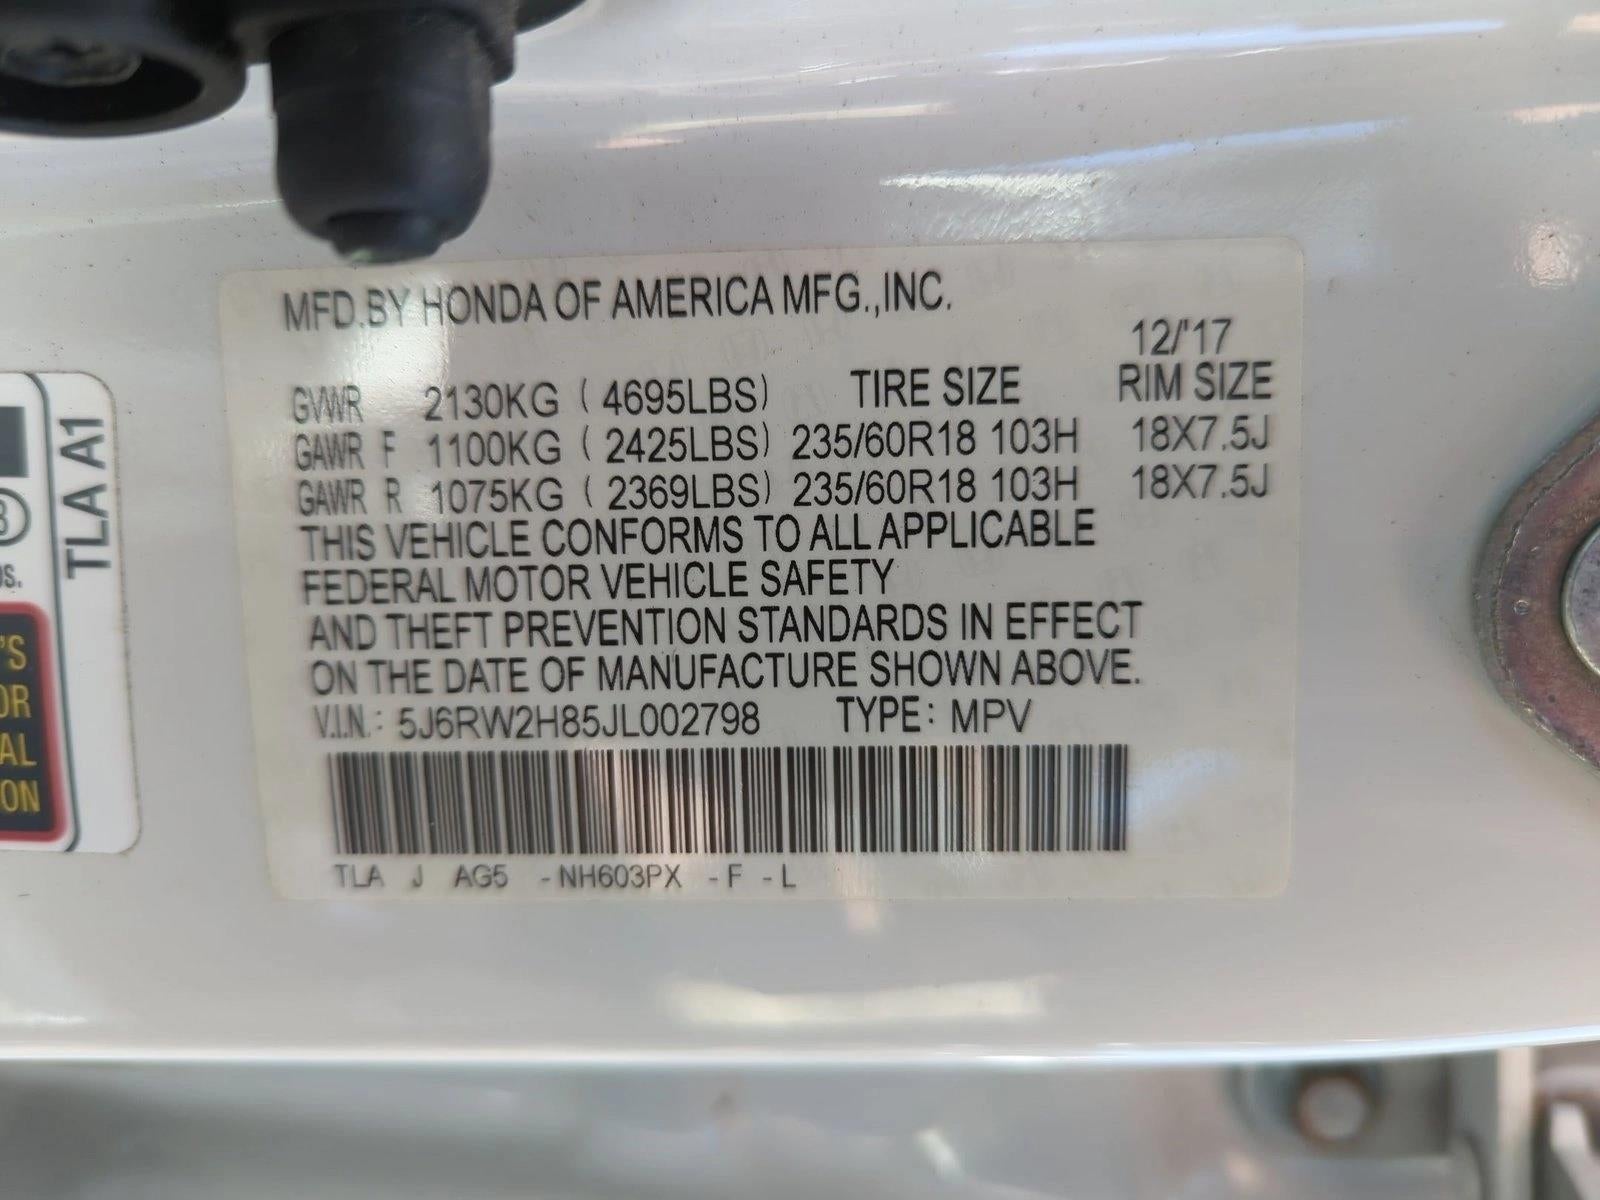 MFD.BY HONDA OF AMERICA MFG.,INC.
12/'17
GVWR 2130KG ( 4695LBS) TIRE SIZE RIM SIZE
GAWR F 1100KG ( 2425LBS) 235/60R18 103H 18X7.5J
GAWR R 1075KG ( 2369LBS) 235/60R18 103H 18X7.5J
THIS VEHICLE CONFORMS TO ALL APPLICABLE
FEDERAL MOTOR VEHICLE SAFETY
AND THEFT PREVENTION STANDARDS IN EFFECT
ON THE DATE OF MANUFACTURE SHOWN ABOVE.
V.I.N.: 5J6RW2H85JL002798 TYPE: MPV
TLA J AG5 -NH603PX -F -L
TLA A1
'S
OR
AL
ON